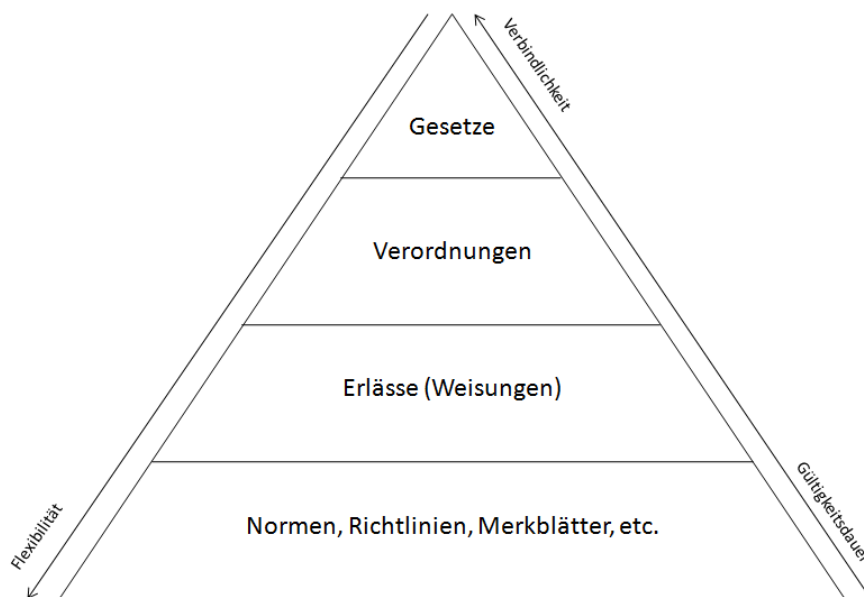 Verbindlichkeit
Gesetze
Verordnungen
Erlässe (Weisungen)
Flexibilität
Gültigkeitsdauer
Normen, Richtlinien, Merkblätter, etc.